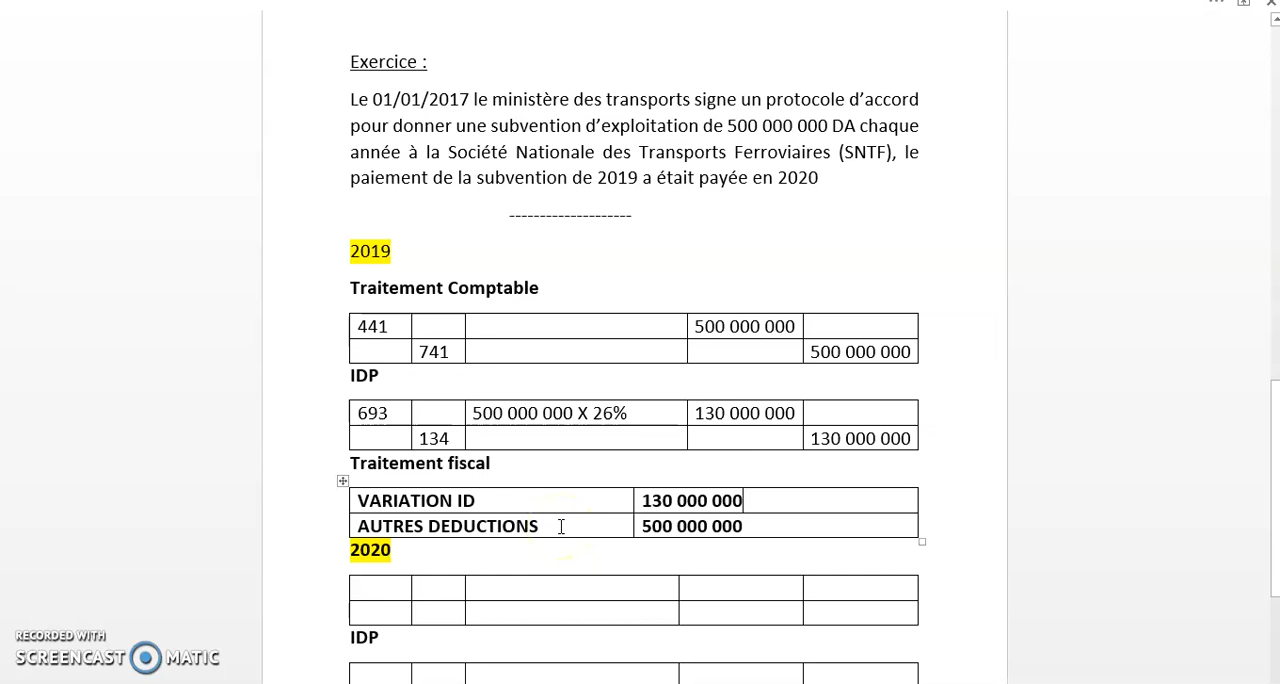 Exercice :
Le 01/01/2017 le ministère des transports signe un protocole d’accord
pour donner une subvention d’exploitation de 500 000 000 DA chaque
année à la Société Nationale des Transports Ferroviaires (SNTF), le
paiement de la subvention de 2019 a était payée en 2020
--------------------
2019
Traitement Comptable
441 500 000 000
741 500 000 000
IDP
693 500 000 000 X 26% 130 000 000
134 130 000 000
Traitement fiscal
VARIATION ID 130 000 000
AUTRES DEDUCTIONS 500 000 000
2020
IDP
RECORDED WITH
SCREENCAST MATIC